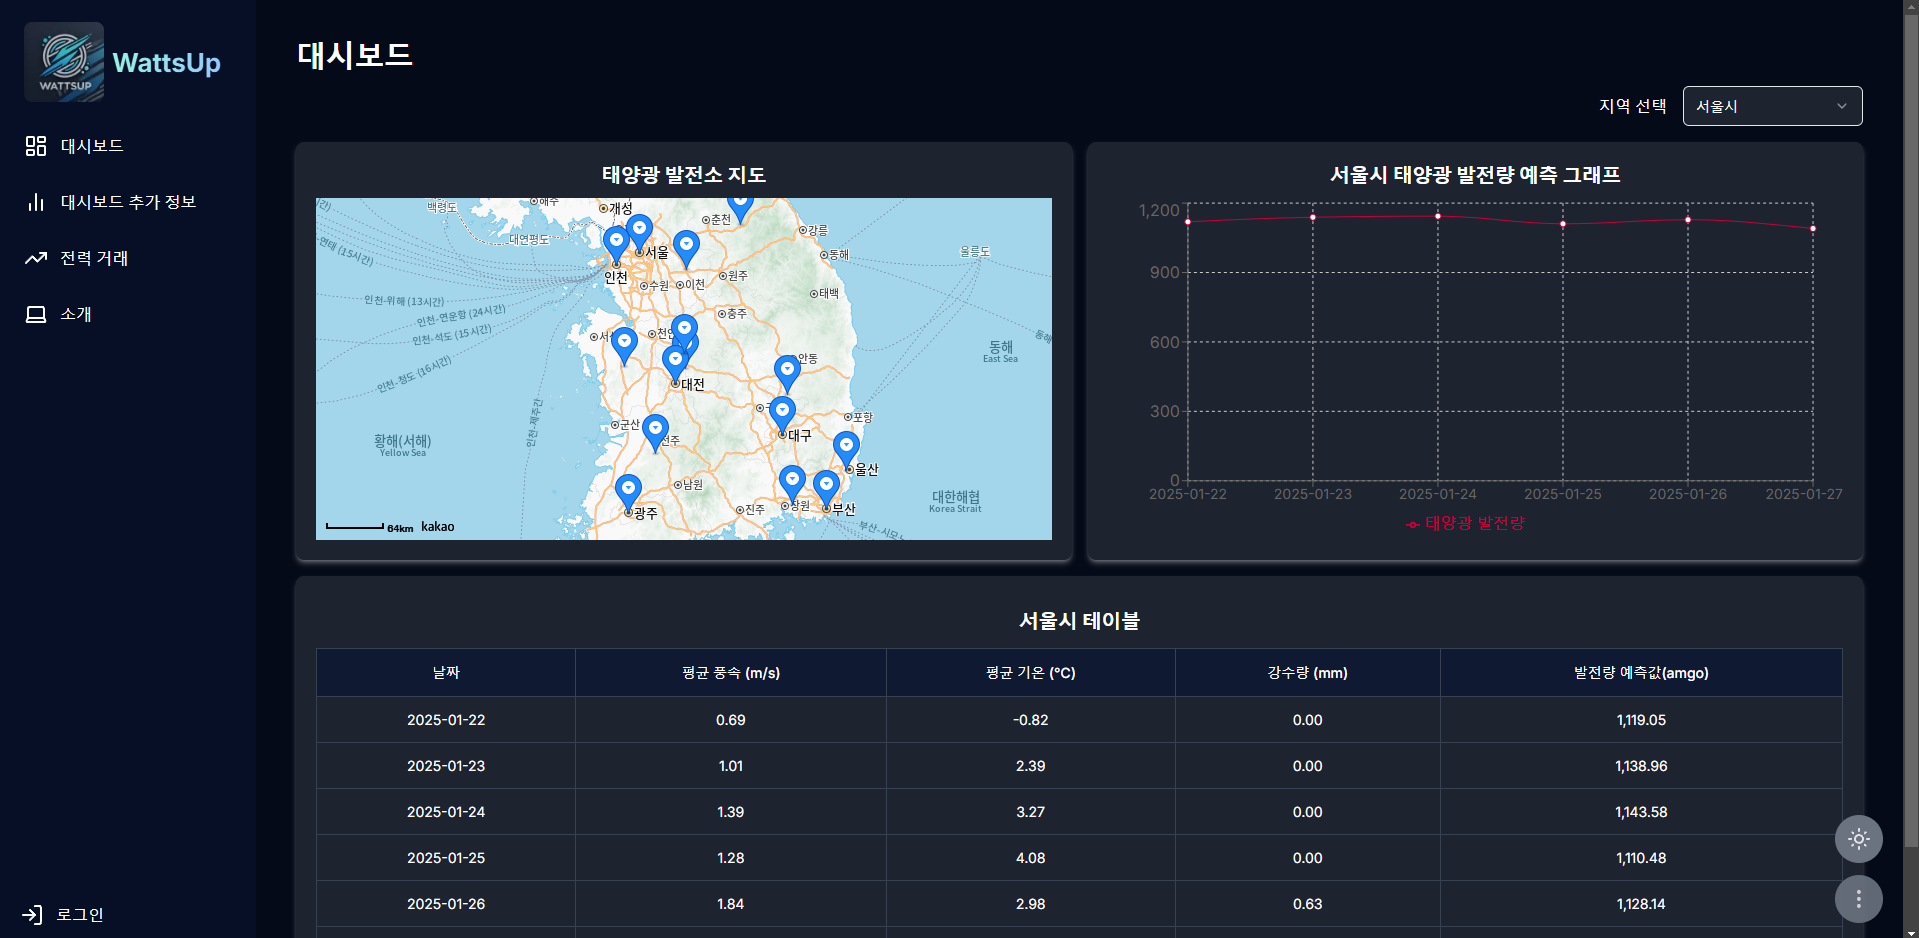 WATTSUP
WattsUp
대시보드
대시보드 추가 정보
전력 거래
소개
로그인
대시보드
지역 선택
서울시
태양광 발전소 지도
백령도
해주
개성
춘천
강릉
대연평도
서울
동해
울릉도
인천
원주
수원
이천
태백
인천-위해 (13시간)
인천-연운항 (24시간)
인천-석도 (15시간)
충주
천안
동해
East Sea
안동
인천-청도 (16시간)
대전
인천-제주간
군산
전주
포항
대구
황해(서해)
Yellow Sea
울산
남원
대한해협
Korea Strait
광주
진주
창원
부산
64km
kakao
서울시 태양광 발전량 예측 그래프
1,200
900
600
300
0
2025-01-22 2025-01-23 2025-01-24 2025-01-25 2025-01-26 2025-01-27
태양광 발전량
서울시 테이블
날짜 평균 풍속 (m/s) 평균 기온 (°C) 강수량 (mm) 발전량 예측값(amgo)
2025-01-22 0.69 -0.82 0.00 1,119.05
2025-01-23 1.01 2.39 0.00 1,138.96
2025-01-24 1.39 3.27 0.00 1,143.58
2025-01-25 1.28 4.08 0.00 1,110.48
2025-01-26 1.84 2.98 0.63 1,128.14